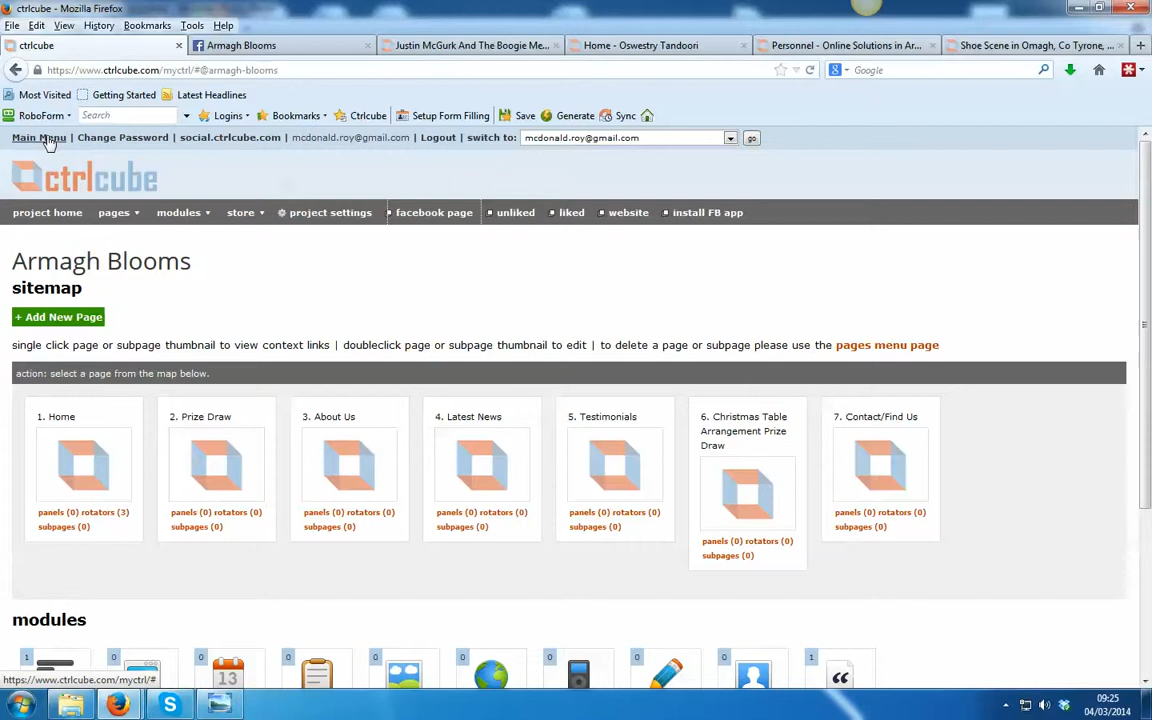 ctrlcube - Mozilla Firefox
File Edit View History Bookmarks Tools Help
ctrlcube × Armagh Blooms × Justin McGurk And The Boogie Me... × Home - Oswestry Tandoori × Personnel - Online Solutions in Ar... × Shoe Scene in Omagh, Co Tyrone, ... ×
https://www.ctrlcube.com/myctrl/#@armagh-blooms Google
Most Visited Getting Started Latest Headlines
RoboForm Search Logins Bookmarks Ctrlcube Setup Form Filling Save Generate Sync
Main Menu | Change Password | social.ctrlcube.com | mcdonald.roy@gmail.com | Logout | switch to: mcdonald.roy@gmail.com go
ctrlcube
project home pages modules store project settings facebook page unliked liked website install FB app
Armagh Blooms
sitemap
+ Add New Page
single click page or subpage thumbnail to view context links | doubleclick page or subpage thumbnail to edit | to delete a page or subpage please use the pages menu page
action: select a page from the map below.
1. Home
panels (0) rotators (3)
subpages (0)
2. Prize Draw
panels (0) rotators (0)
subpages (0)
3. About Us
panels (0) rotators (0)
subpages (0)
4. Latest News
panels (0) rotators (0)
subpages (0)
5. Testimonials
panels (0) rotators (0)
subpages (0)
6. Christmas Table
Arrangement Prize
Draw
panels (0) rotators (0)
subpages (0)
7. Contact/Find Us
panels (0) rotators (0)
subpages (0)
modules
1 0 0 0 0 0 0 0 0 1
13
https://www.ctrlcube.com/myctrl/#
09:25
04/03/2014